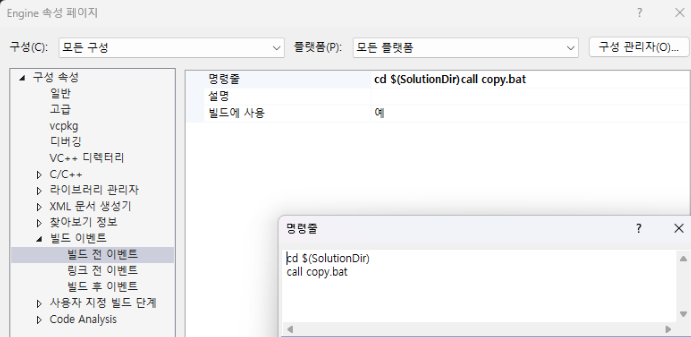 Engine 속성 페이지 ? ×
구성(C): 모든 구성 플랫폼(P): 모든 플랫폼 구성 관리자(O)...
구성 속성
일반
고급
vcpkg
디버깅
VC++ 디렉터리
C/C++
라이브러리 관리자
XML 문서 생성기
찾아보기 정보
빌드 이벤트
빌드 전 이벤트
링크 전 이벤트
빌드 후 이벤트
사용자 지정 빌드 단계
Code Analysis
명령줄 cd $(SolutionDir)call copy.bat
설명
빌드에 사용 예
명령줄 ? ×
cd $(SolutionDir)
call copy.bat